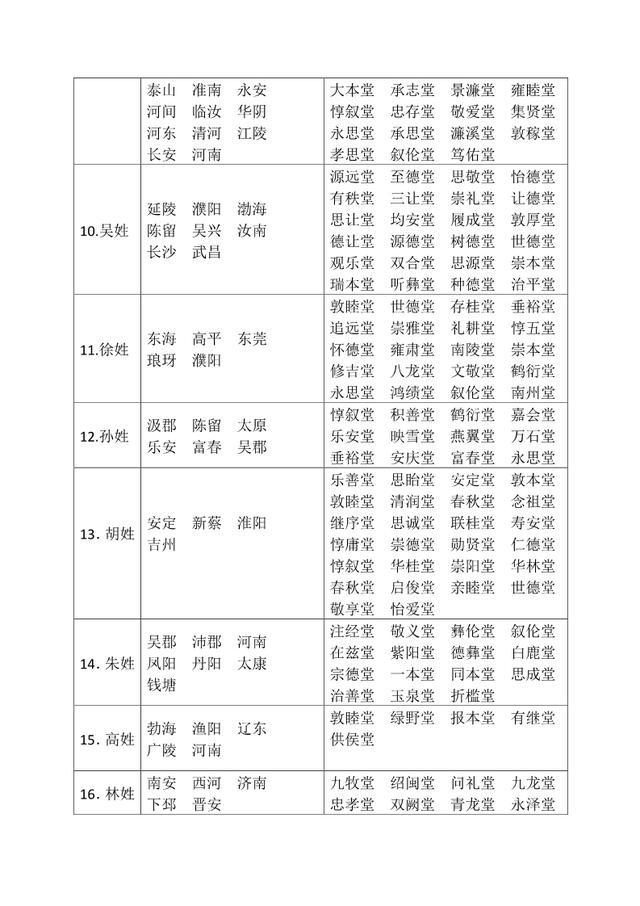 泰山 准南 永安 大本堂 承志堂 景濂堂 雍睦堂
河间 临汝 华阴 惇叙堂 忠存堂 敬爱堂 集贤堂
河东 清河 江陵 永思堂 承思堂 濂溪堂 敦稼堂
长安 河南 孝思堂 叙伦堂 笃佑堂
10.吴姓
延陵 濮阳 渤海
陈留 吴兴 汝南
长沙 武昌
源远堂 至德堂 思敬堂 怡德堂
有秩堂 三让堂 崇礼堂 让德堂
思让堂 均安堂 履成堂 敦厚堂
德让堂 源德堂 树德堂 世德堂
观乐堂 双合堂 思源堂 崇本堂
瑞本堂 听彝堂 种德堂 治平堂
11.徐姓
东海 高平 东莞
琅玡 濮阳
敦睦堂 世德堂 存桂堂 垂裕堂
追远堂 崇雅堂 礼耕堂 惇五堂
怀德堂 雍肃堂 南陵堂 崇本堂
修吉堂 八龙堂 文敬堂 鹤衍堂
永思堂 鸿绩堂 叙伦堂 南州堂
12.孙姓
汲郡 陈留 太原
乐安 富春 吴郡
惇叙堂 积善堂 鹤衍堂 嘉会堂
乐安堂 映雪堂 燕翼堂 万石堂
垂裕堂 安庆堂 富春堂 永思堂
13. 胡姓
安定 新蔡 淮阳
吉州
乐善堂 思贻堂 安定堂 敦本堂
敦睦堂 清润堂 春秋堂 念祖堂
继序堂 思诚堂 联桂堂 寿安堂
惇庸堂 崇德堂 勋贤堂 仁德堂
惇叙堂 华桂堂 崇阳堂 华林堂
春秋堂 启俊堂 亲睦堂 世德堂
敬享堂 怡爱堂
14. 朱姓
吴郡 沛郡 河南
凤阳 丹阳 太康
钱塘
注经堂 敬义堂 彝伦堂 叙伦堂
在兹堂 紫阳堂 德彝堂 白鹿堂
宗德堂 一本堂 同本堂 思成堂
治善堂 玉泉堂 折槛堂
15. 高姓
勃海 渔阳 辽东
广陵 河南
敦睦堂 绿野堂 报本堂 有继堂
供侯堂
16. 林姓
南安 西河 济南
下邳 晋安
九牧堂 绍闽堂 问礼堂 九龙堂
忠孝堂 双阙堂 青龙堂 永泽堂